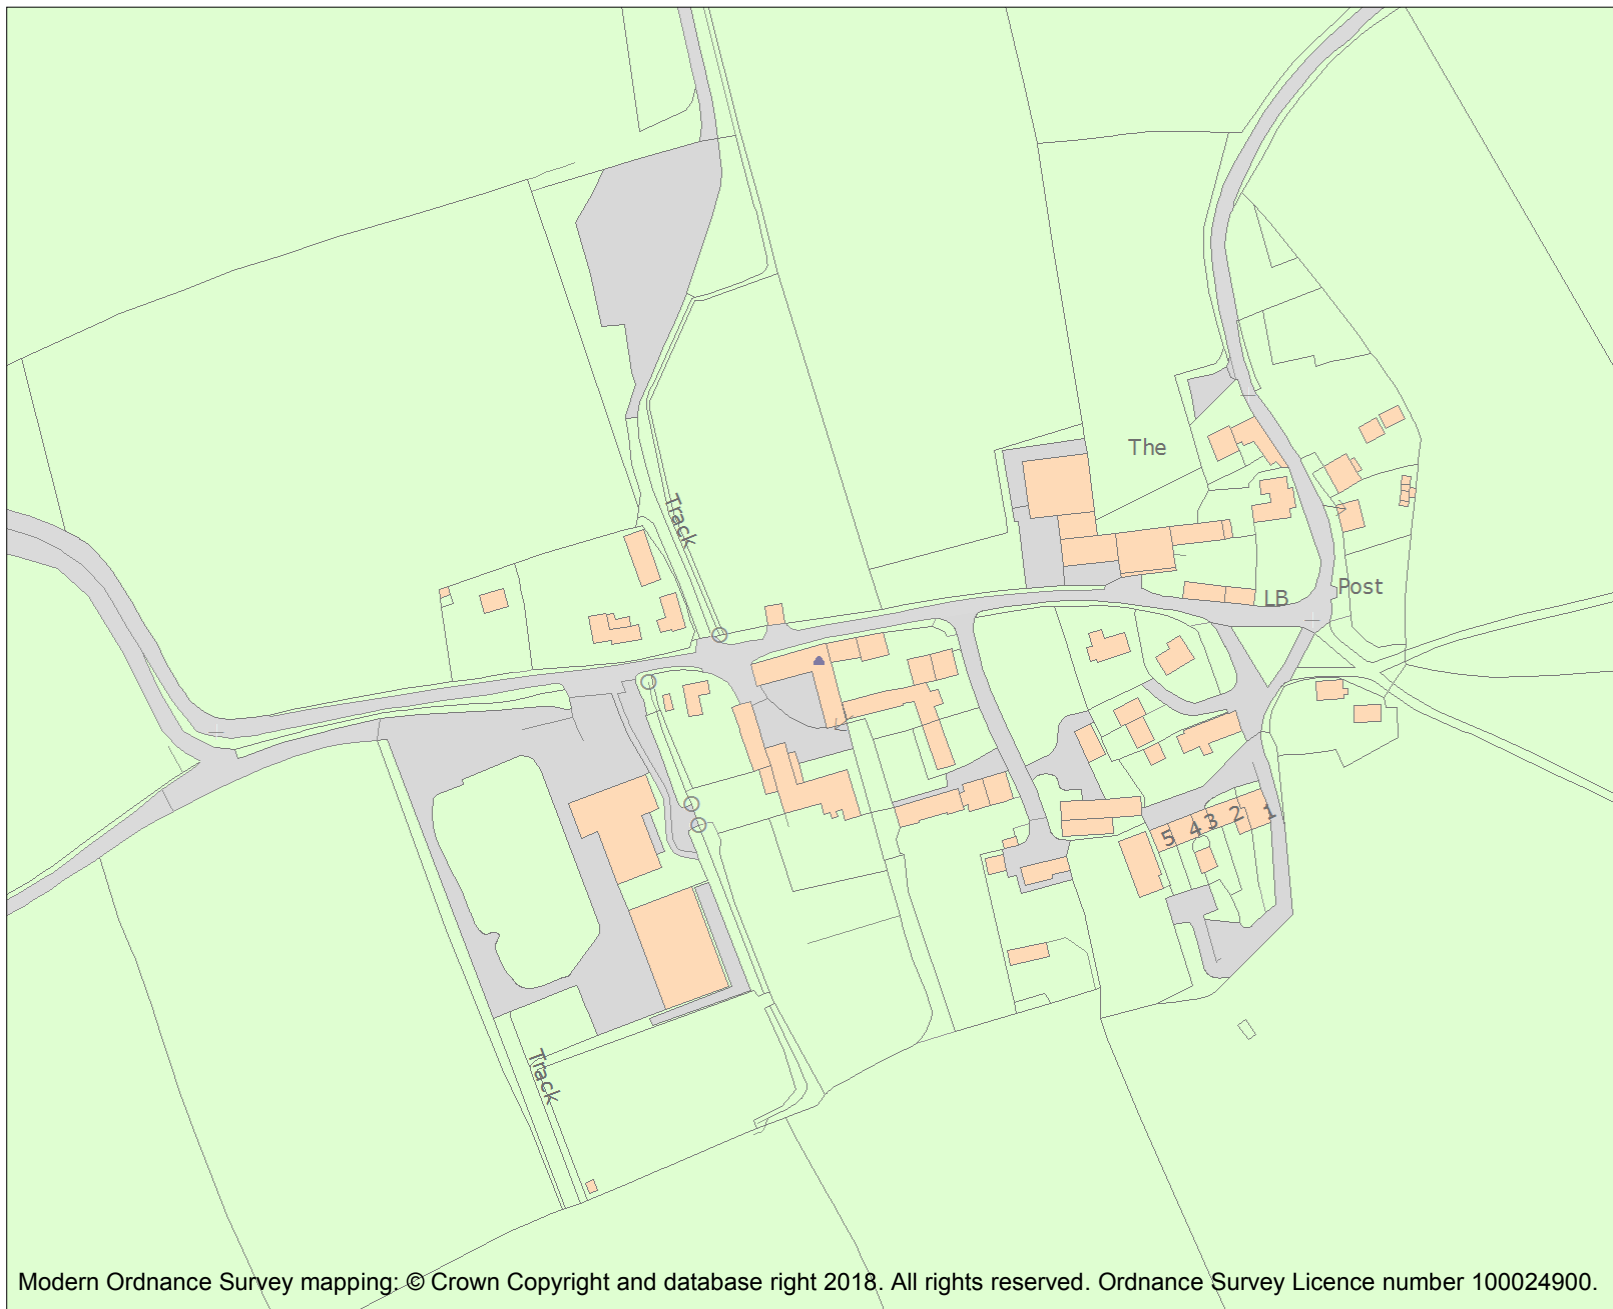 The
Track
Post
LB
1
2
3
4
5
Track
Modern Ordnance Survey mapping: © Crown Copyright and database right 2018. All rights reserved. Ordnance Survey Licence number 100024900.